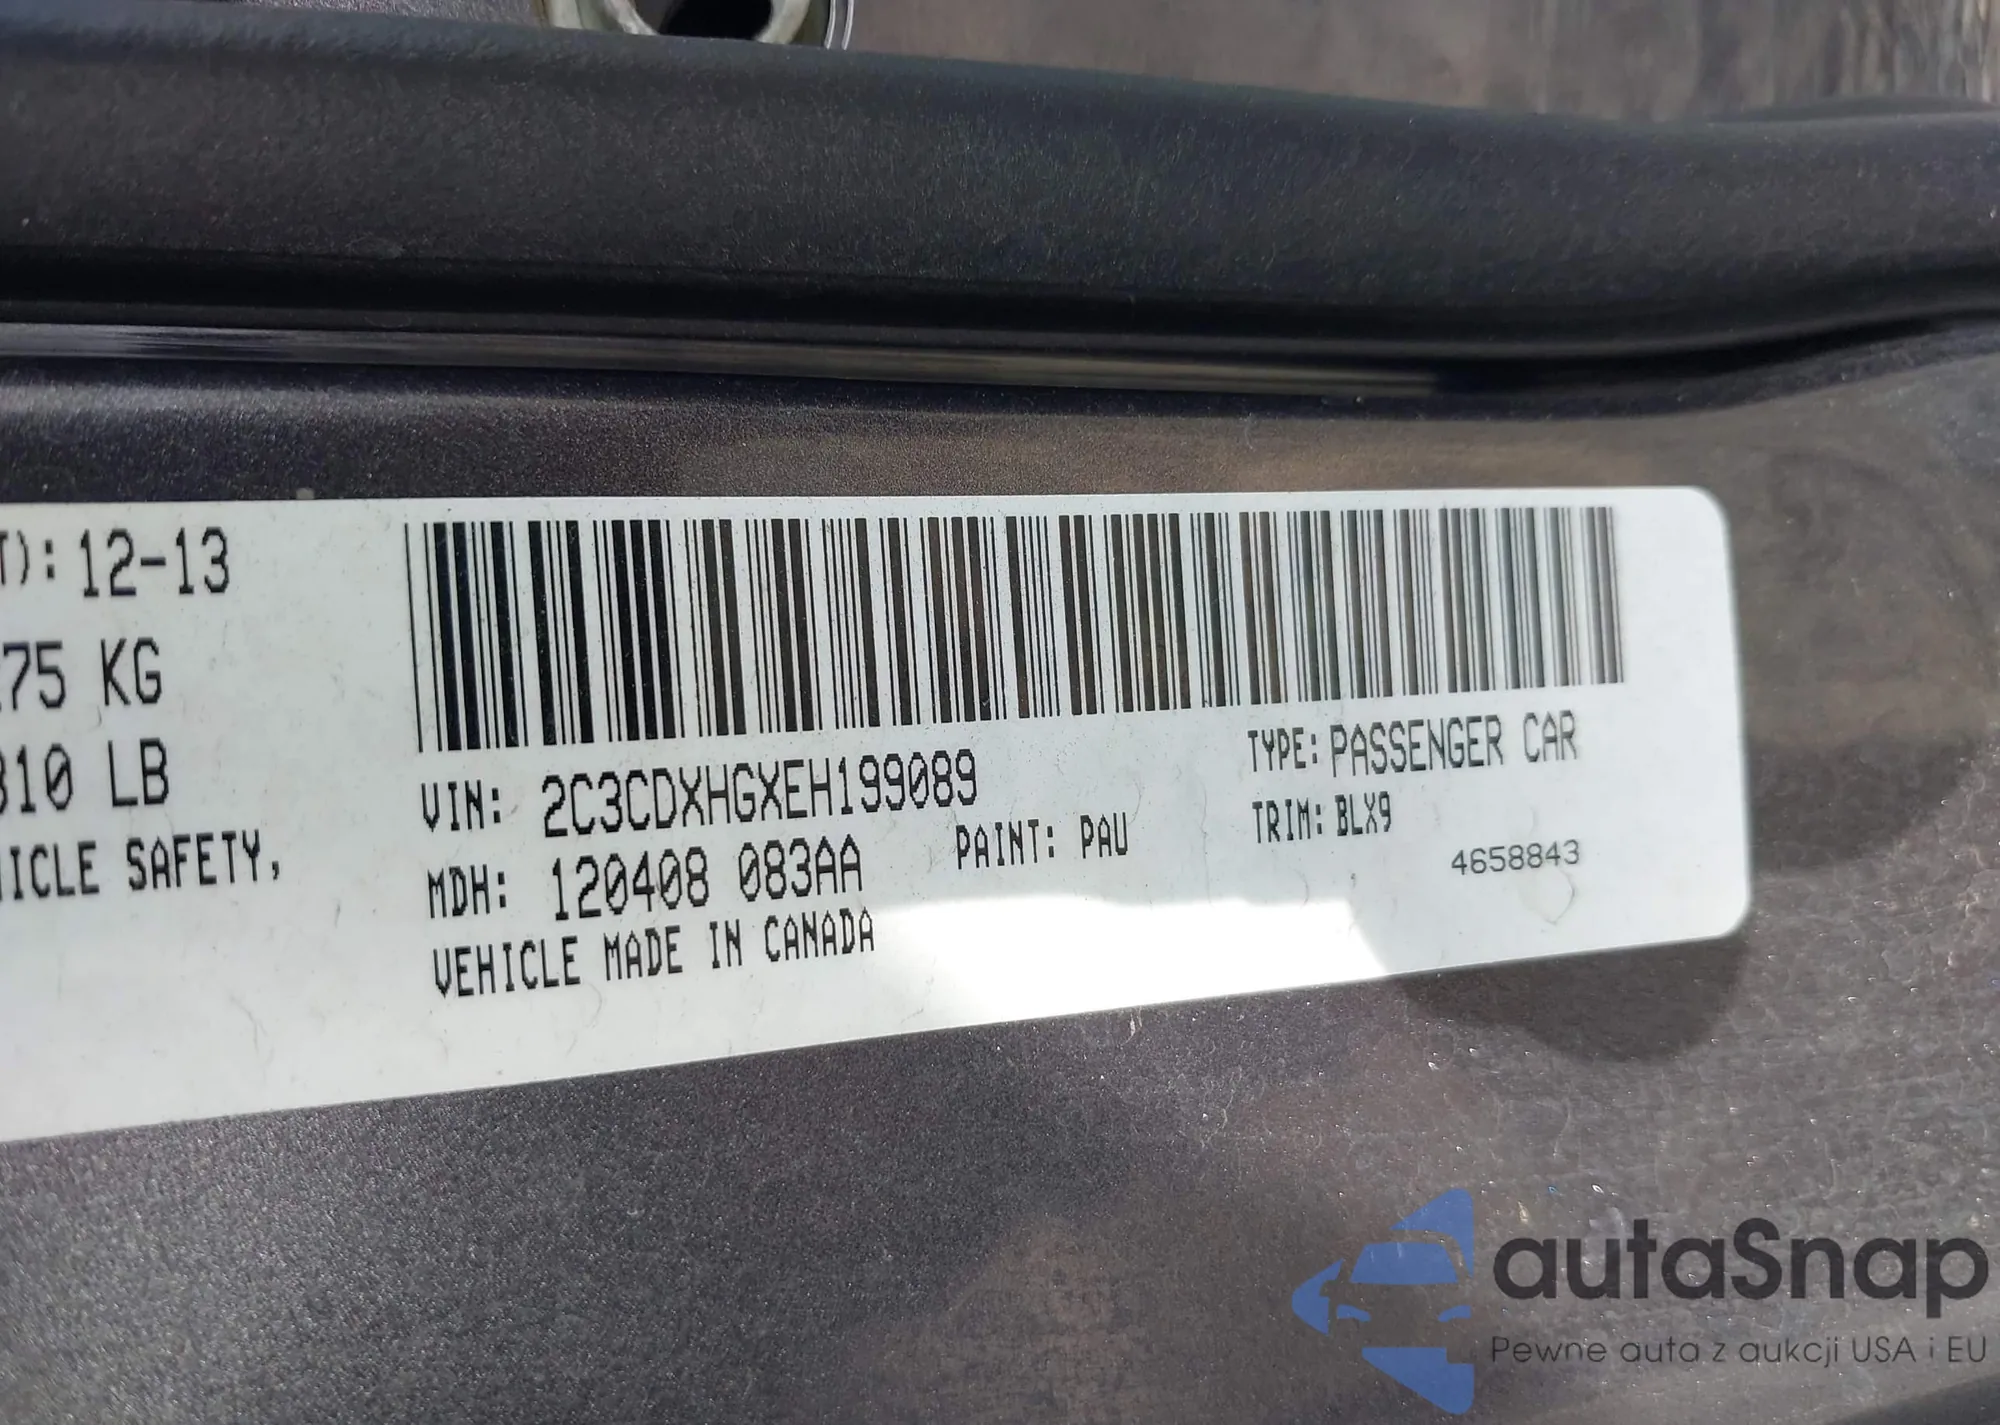 T): 12-13
75 KG
310 LB
HICLE SAFETY,
VIN: 2C3CDXHGXEH199089
TYPE: PASSENGER CAR
MDH: 120408 083AA
PAINT: PAU
TRIM: BLX9
4658843
VEHICLE MADE IN CANADA
autaSnap
Pewne auta z aukcji USA i EU